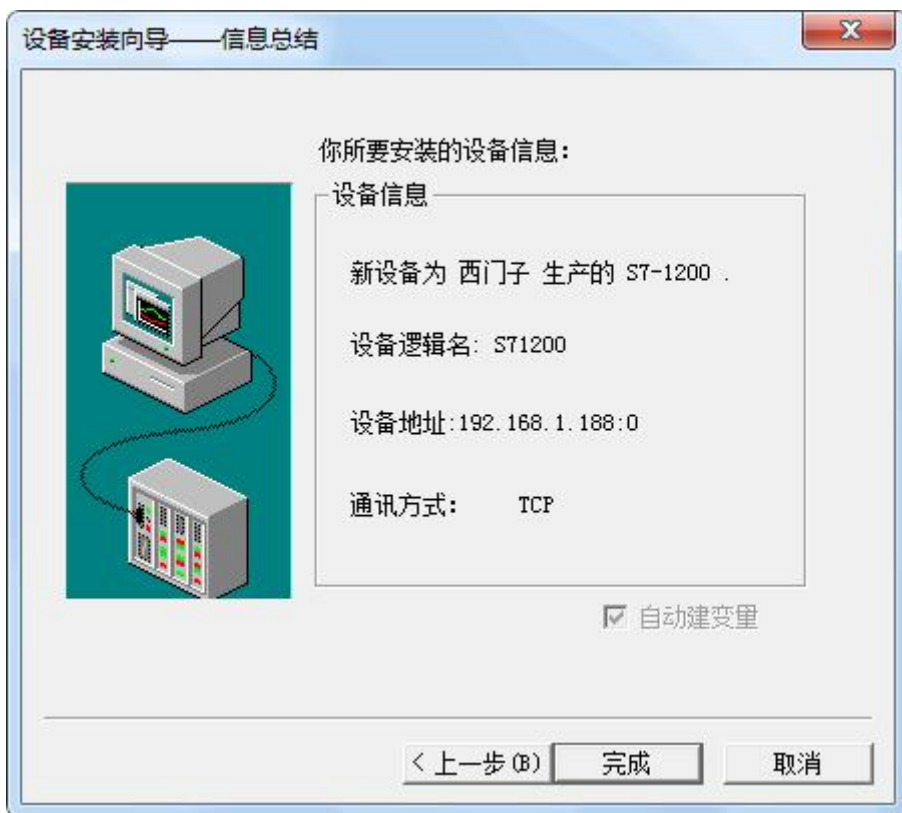 设备安装向导——信息总结
你所要安装的设备信息：
设备信息
新设备为 西门子 生产的 S7-1200 .
设备逻辑名: S71200
设备地址:192.168.1.188:0
通讯方式： TCP
自动建变里
< 上一步(B) 完成 取消